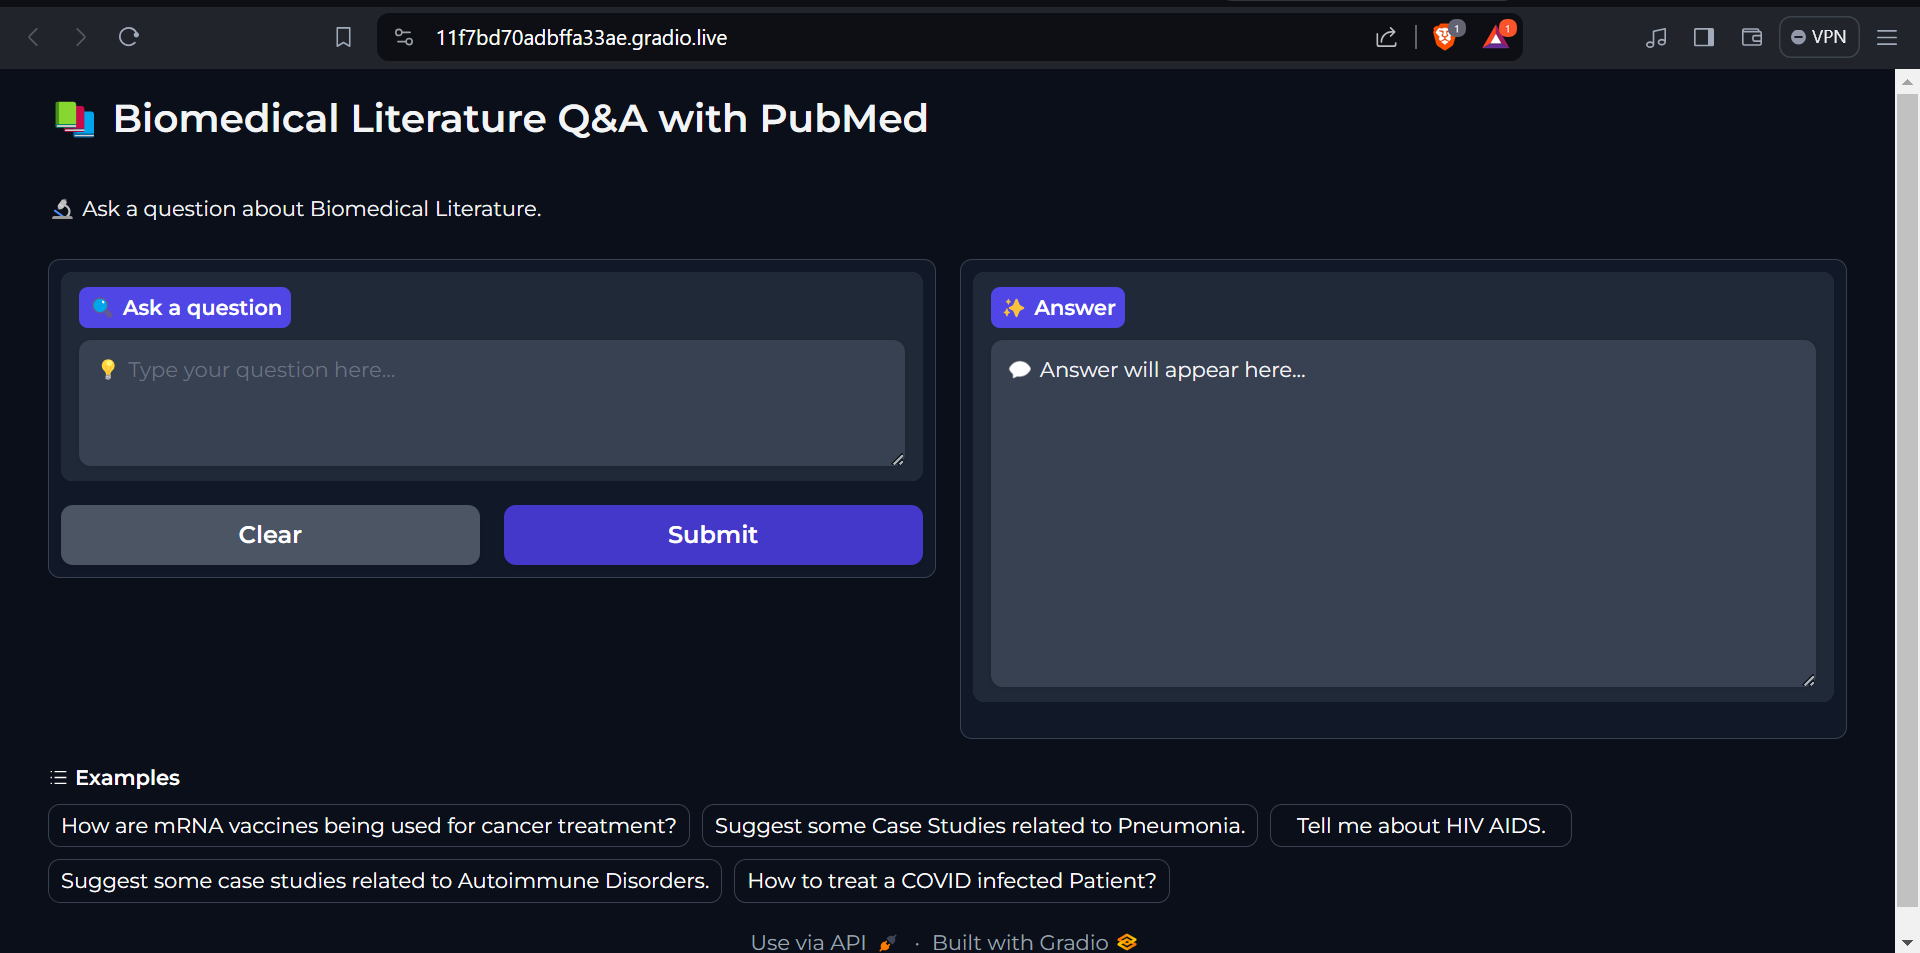 11f7bd70adbffa33ae.gradio.live
1
1
VPN
📚 Biomedical Literature Q&A with PubMed
🔬 Ask a question about Biomedical Literature.
🔍 Ask a question
💡 Type your question here...
Clear
Submit
✨ Answer
💬 Answer will appear here...
Examples
How are mRNA vaccines being used for cancer treatment?
Suggest some Case Studies related to Pneumonia.
Tell me about HIV AIDS.
Suggest some case studies related to Autoimmune Disorders.
How to treat a COVID infected Patient?
Use via API · Built with Gradio